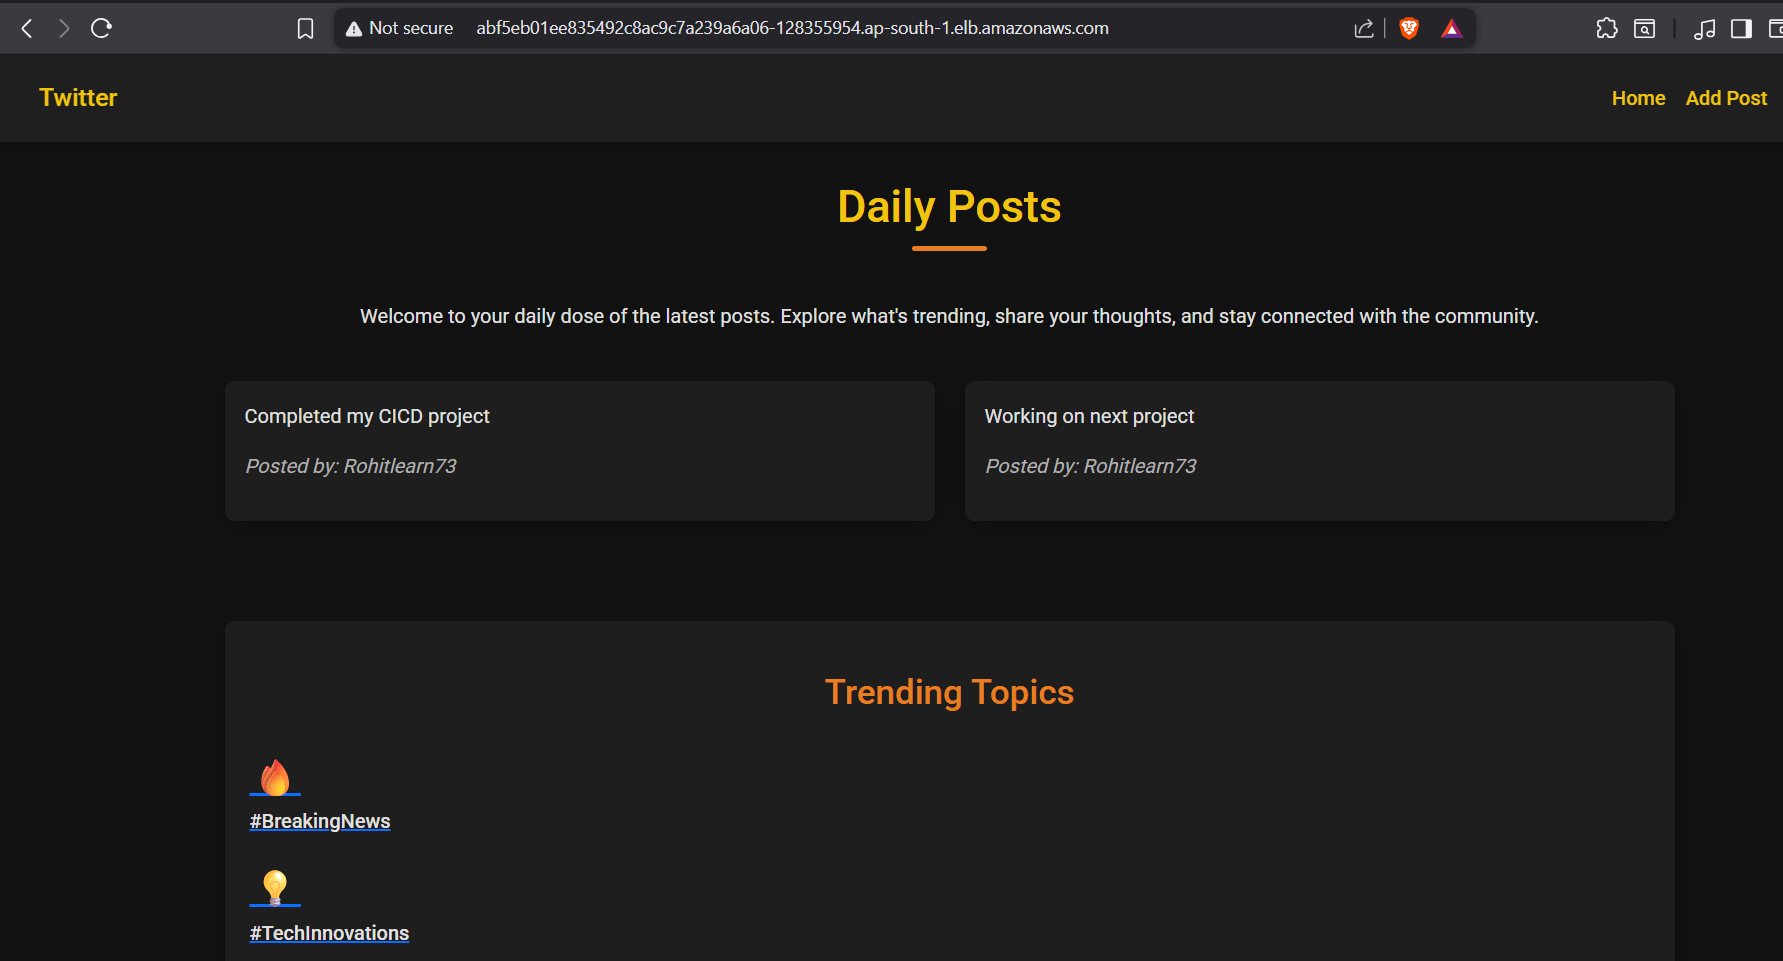 Not secure abf5eb01ee835492c8ac9c7a239a6a06-128355954.ap-south-1.elb.amazonaws.com
Twitter
Home Add Post
Daily Posts
Welcome to your daily dose of the latest posts. Explore what's trending, share your thoughts, and stay connected with the community.
Completed my CICD project
Posted by: Rohitlearn73
Working on next project
Posted by: Rohitlearn73
Trending Topics
#BreakingNews
#TechInnovations